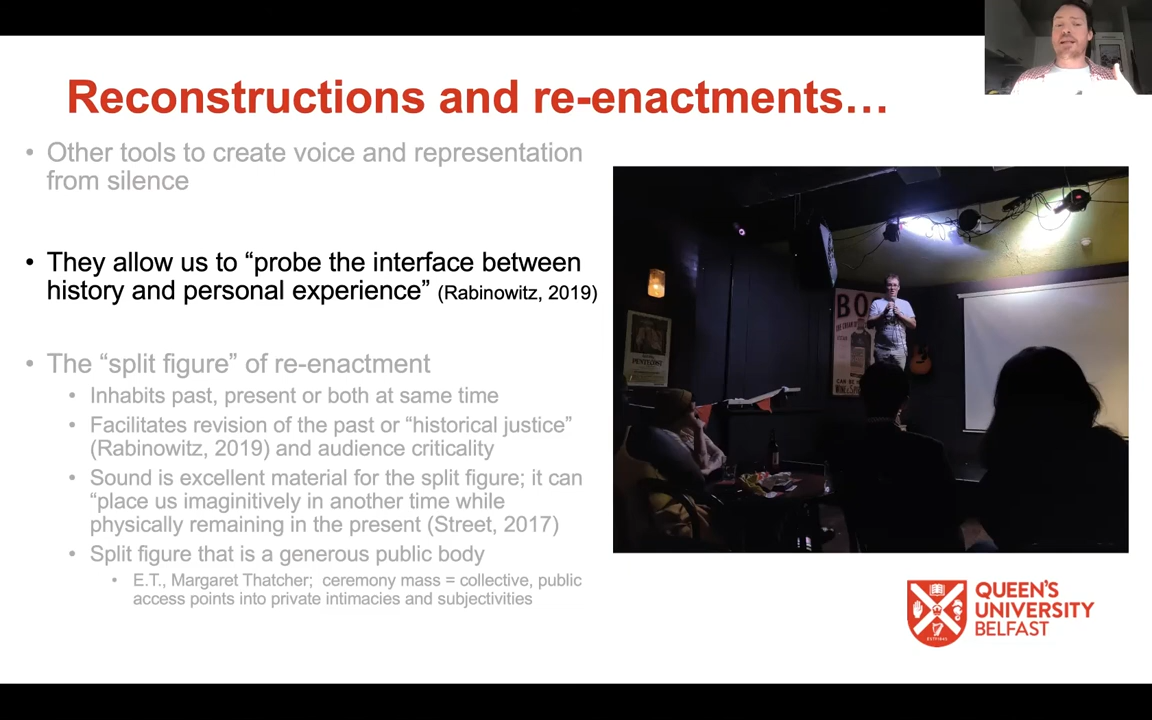 Reconstructions and re-enactments…
• Other tools to create voice and representation
from silence
• They allow us to “probe the interface between
history and personal experience” (Rabinowitz, 2019)
• The “split figure” of re-enactment
• Inhabits past, present or both at same time
• Facilitates revision of the past or “historical justice”
(Rabinowitz, 2019) and audience criticality
• Sound is excellent material for the split figure; it can
“place us imaginitively in another time while
physically remaining in the present (Street, 2017)
• Split figure that is a generous public body
• E.T., Margaret Thatcher;  ceremony mass = collective, public
access points into private intimacies and subjectivities
BO
QUEEN’S
UNIVERSITY
BELFAST